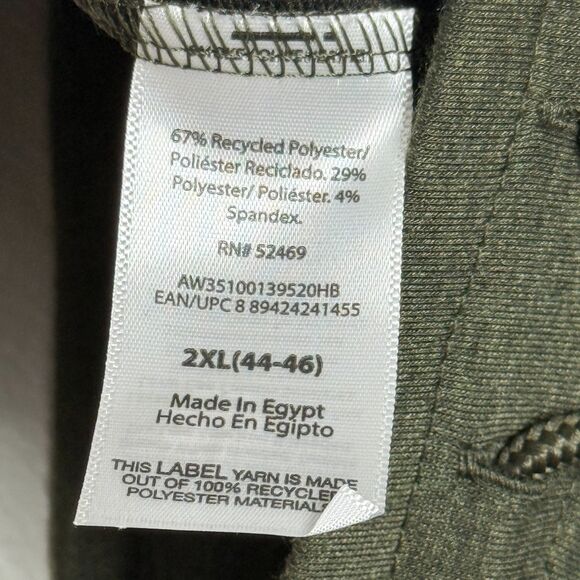 67% Recycled Polyester/
Poliéster Reciclado. 29%
Polyester/ Poliéster. 4%
Spandex.
RN# 52469
AW35100139520HB
EAN/UPC 8 89424241455
2XL(44-46)
Made In Egypt
Hecho En Egipto
THIS LABEL YARN IS MADE
OUT OF 100% RECYCLED
POLYESTER MATERIALS